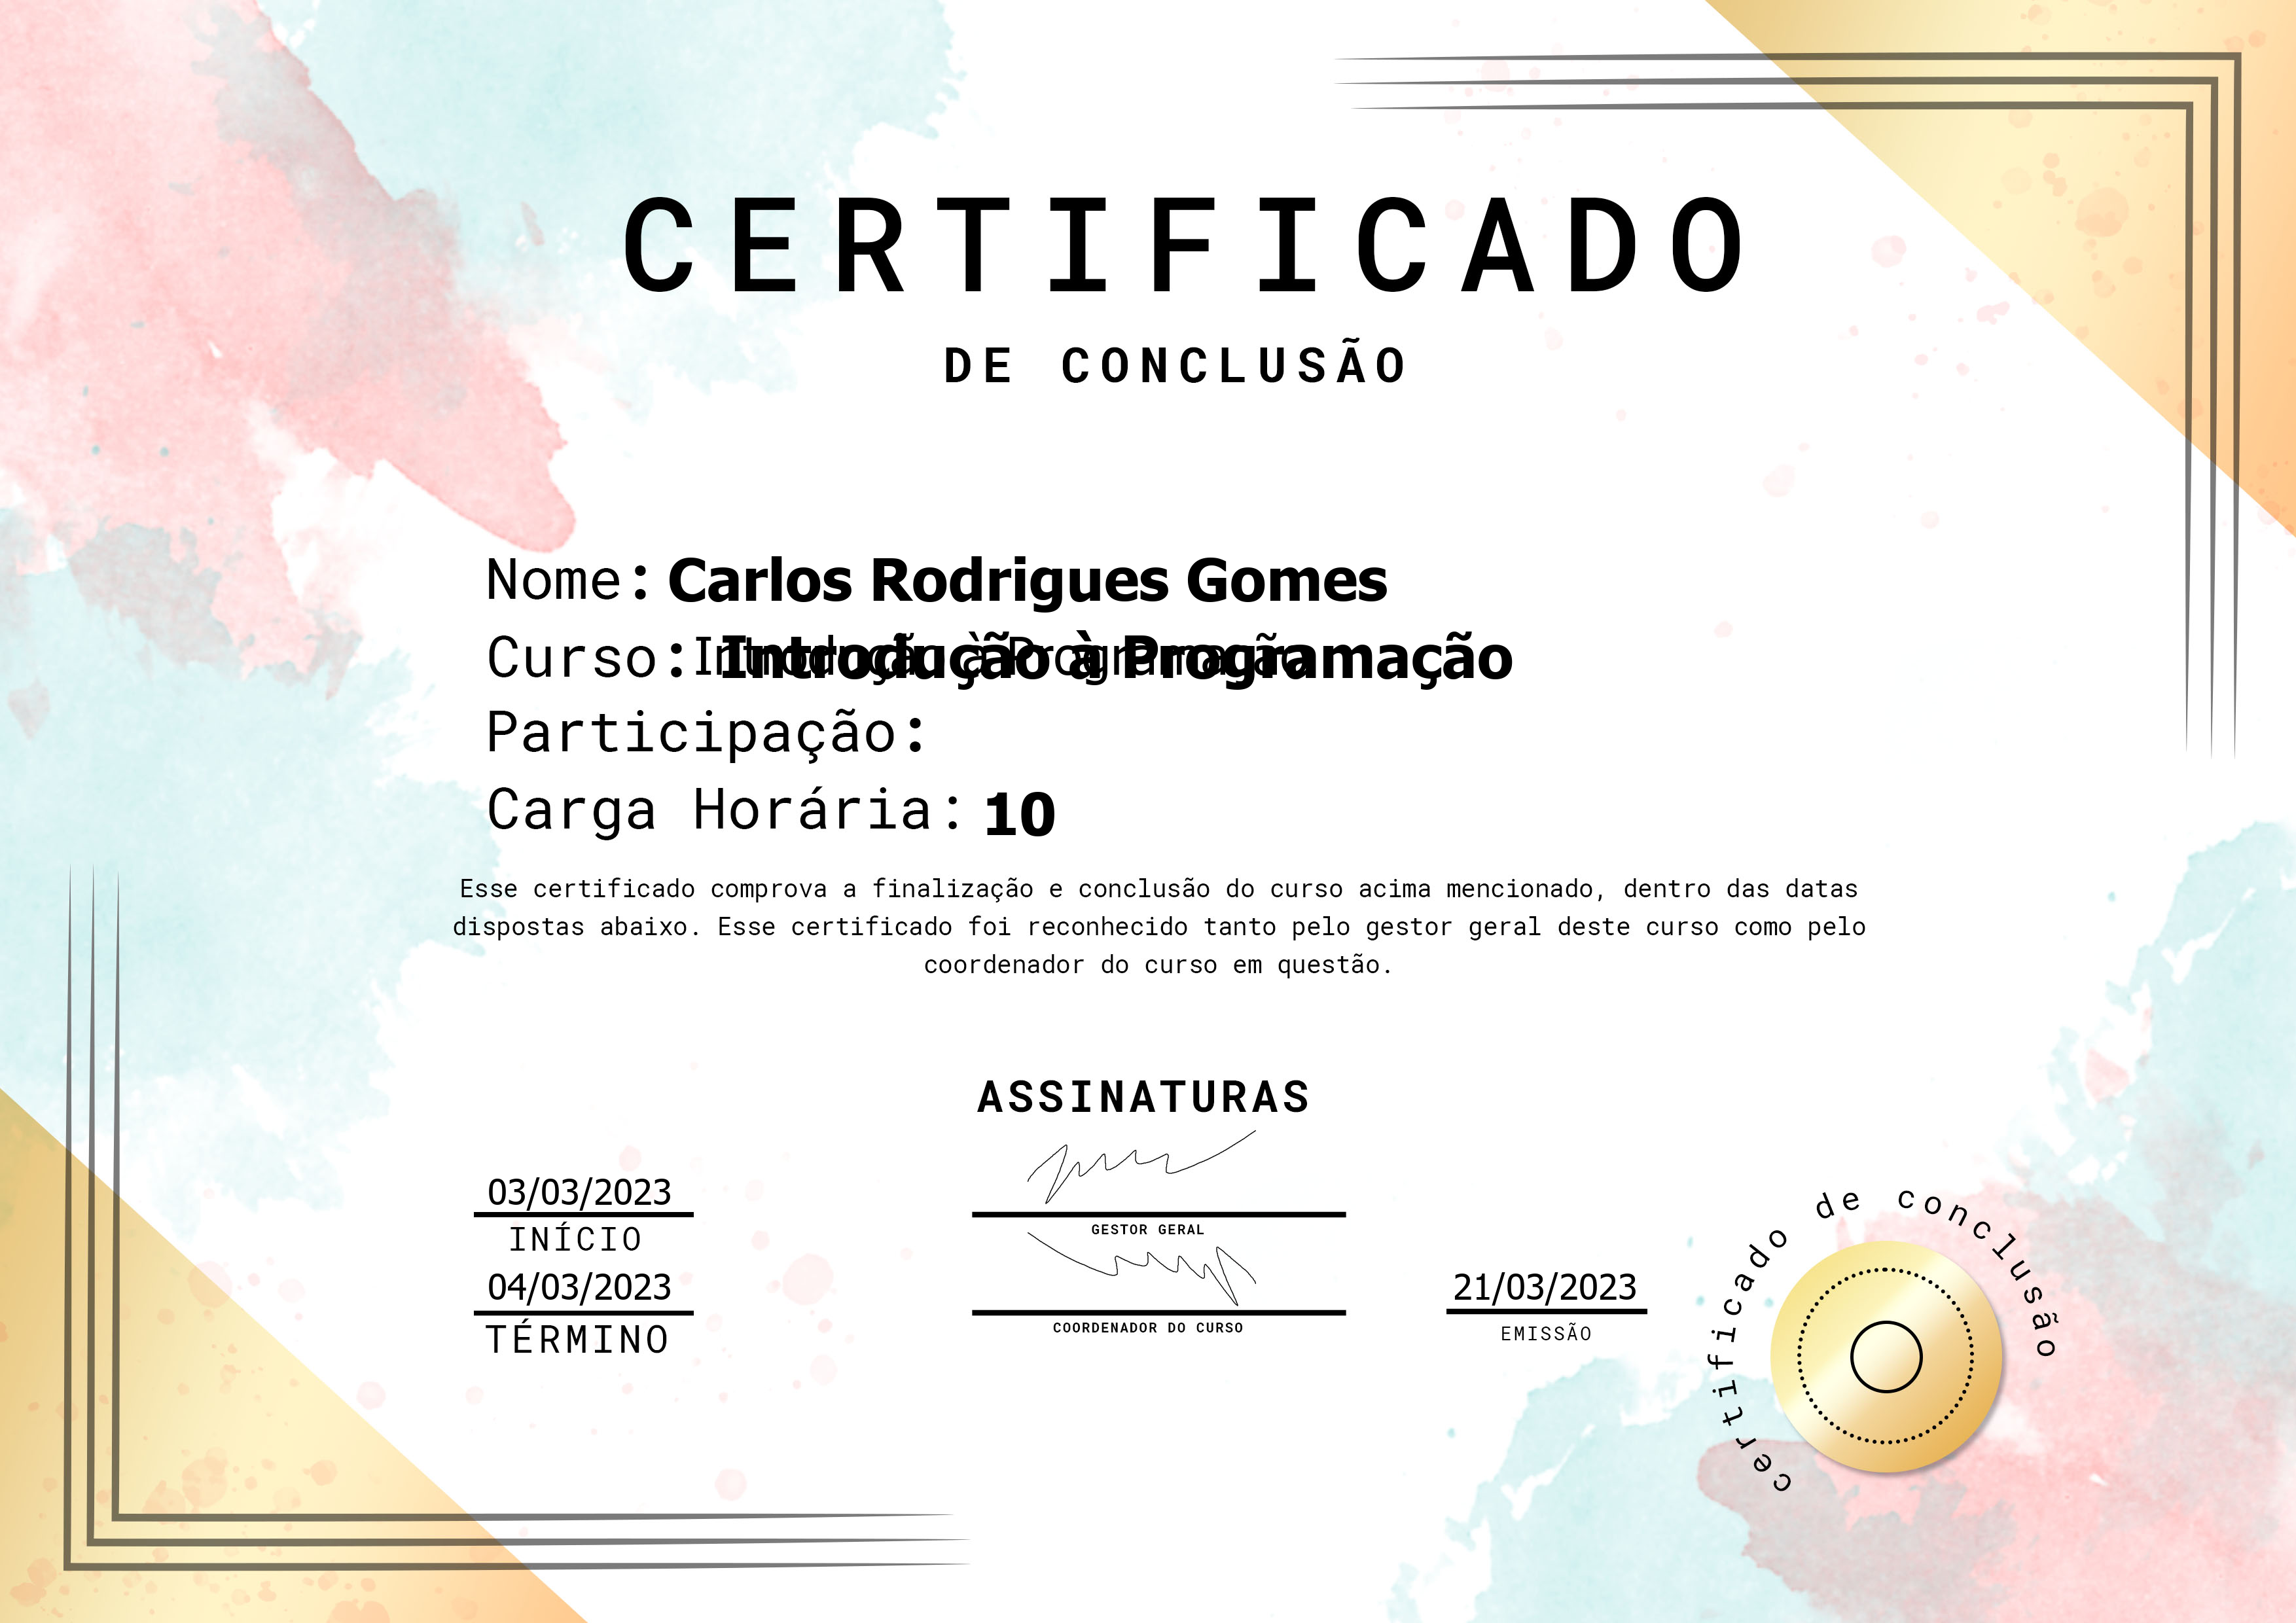 CERTIFICADO
DE CONCLUSÃO
Nome: Carlos Rodrigues Gomes
Curso: Introdução à Programação Introdução à Programação
Participação:
Carga Horária: 10
Esse certificado comprova a finalização e conclusão do curso acima mencionado, dentro das datas
dispostas abaixo. Esse certificado foi reconhecido tanto pelo gestor geral deste curso como pelo
coordenador do curso em questão.
ASSINATURAS
03/03/2023
INÍCIO
GESTOR GERAL
04/03/2023
TÉRMINO
COORDENADOR DO CURSO
21/03/2023
EMISSÃO
certificado de conclusão